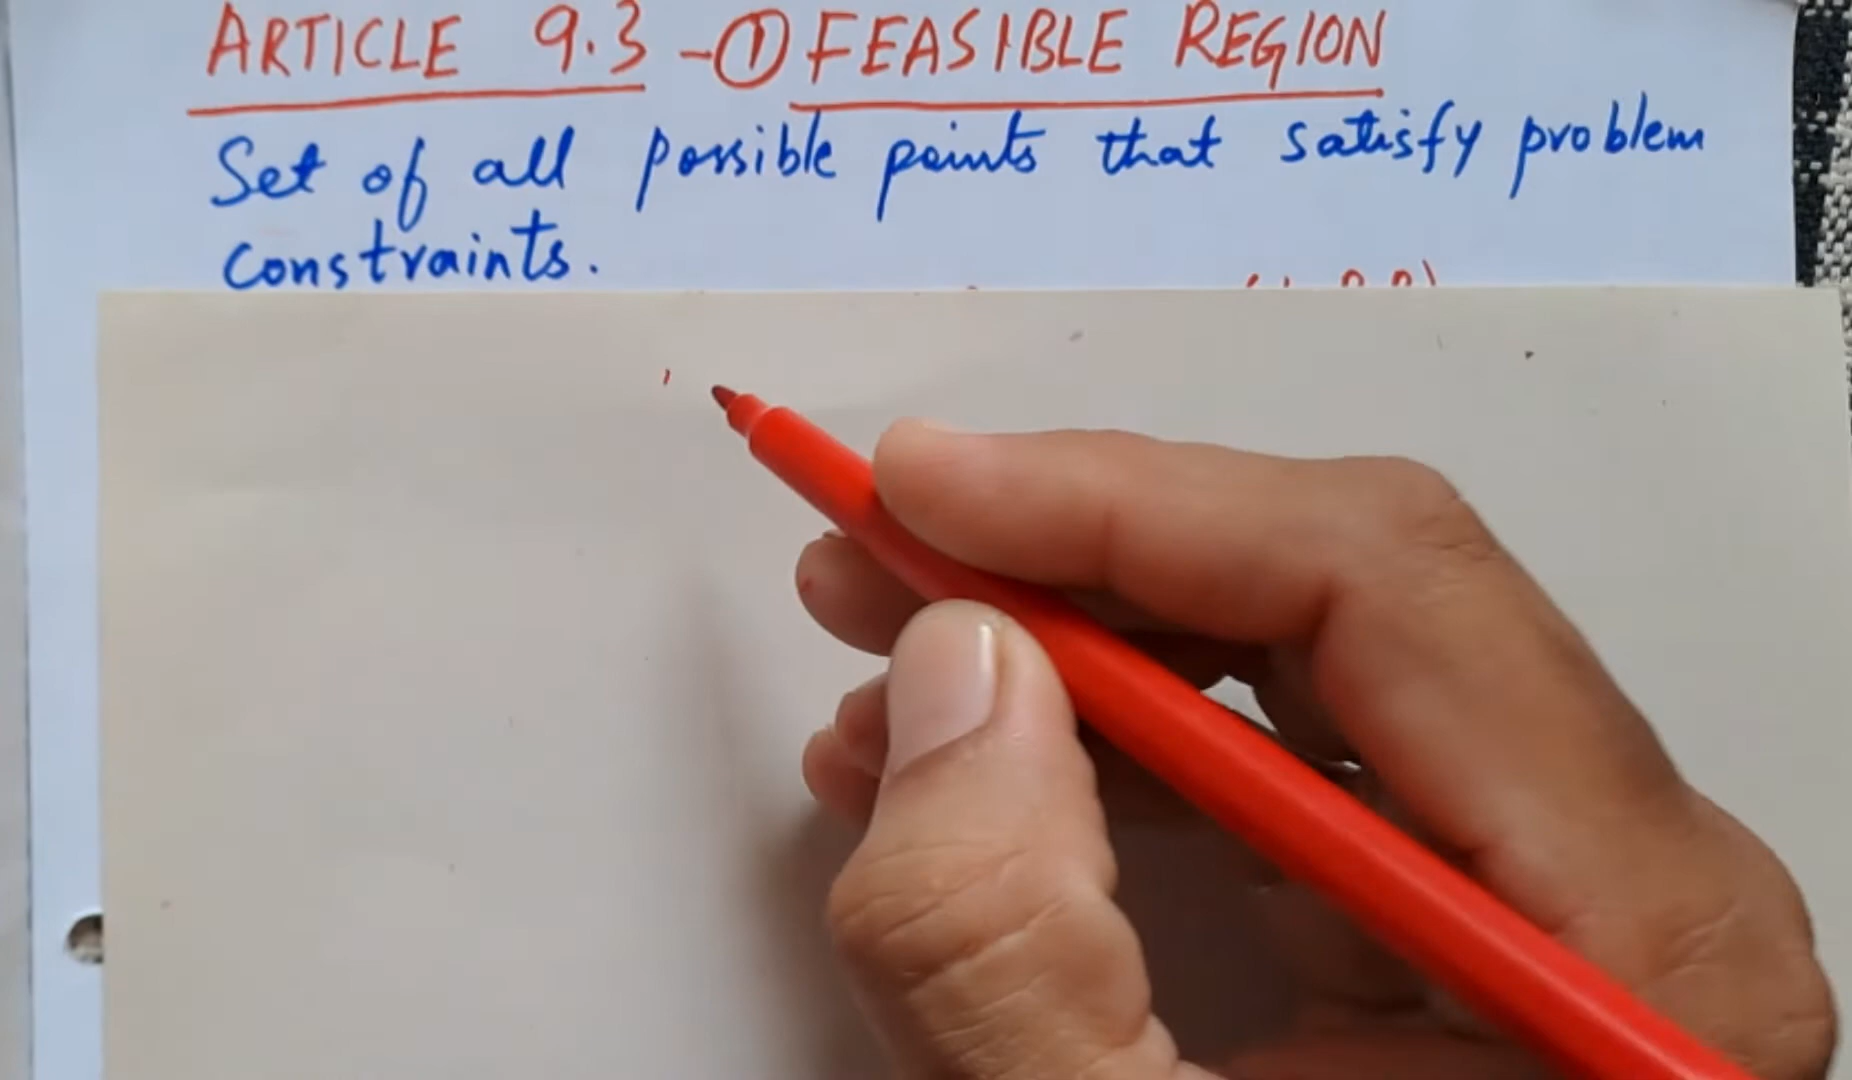 ARTICLE 9.3 - ① FEASIBLE REGION
Set of all possible points that satisfy problem
constraints.